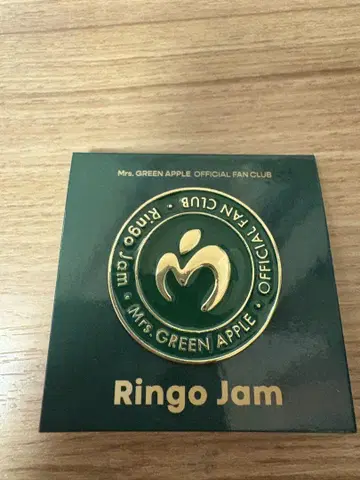 Mrs. GREEN APPLE OFFICIAL FAN CLUB
Ringo Jam • Mrs. GREEN APPLE • OFFICIAL FAN CLUB •
Ringo Jam